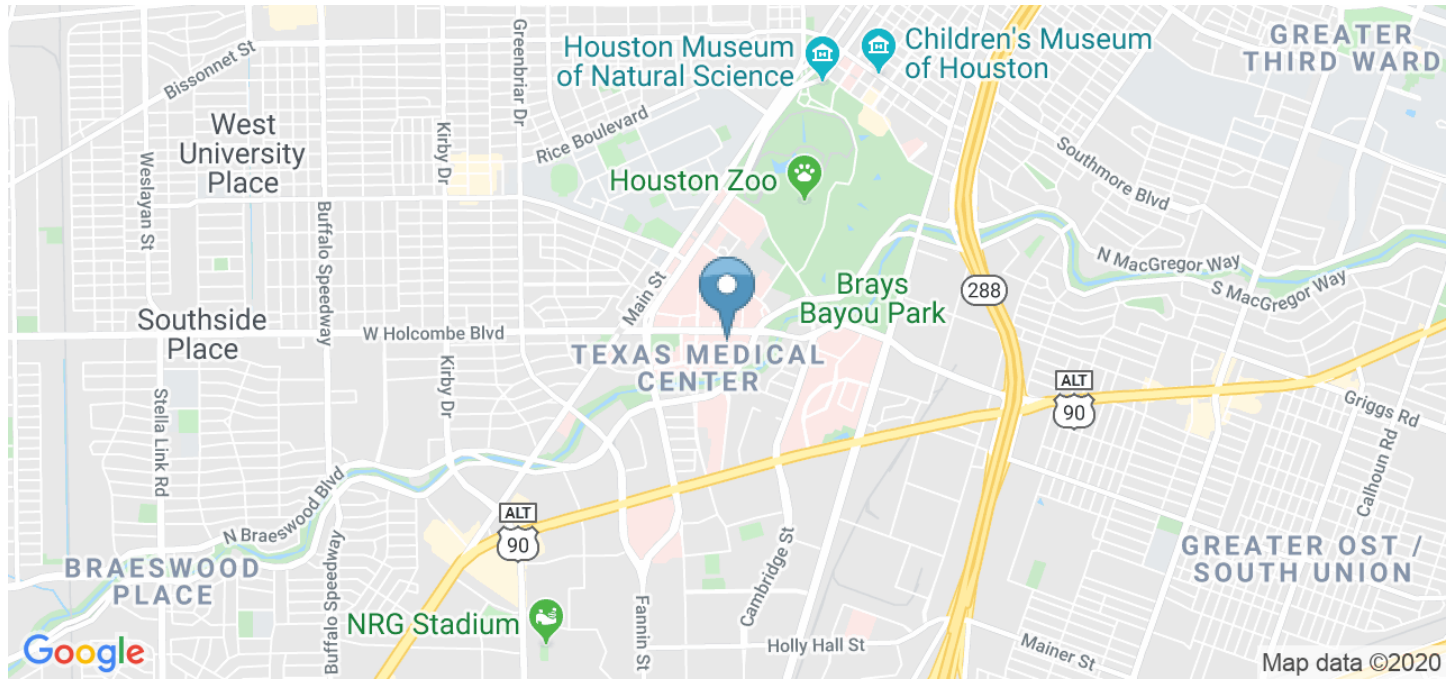 Houston Museum
of Natural Science
Children's Museum
of Houston
GREATER
THIRD WARD
Bissonnet St
Greenbriar Dr
West
University
Place
Kirby Dr
Rice Boulevard
Southmore Blvd
Weslayan St
Houston Zoo
Buffalo Speedway
N MacGregor Way
S MacGregor Way
Main St
Brays
Bayou Park
288
Southside
Place
W Holcombe Blvd
TEXAS MEDICAL
CENTER
Kirby Dr
ALT
90
Griggs Rd
Stella Link Rd
Calhoun Rd
N Braeswood Blvd
ALT
90
BRAESWOOD
PLACE
Buffalo Speedway
Cambridge St
GREATER OST /
SOUTH UNION
NRG Stadium
Fannin St
Holly Hall St
Mainer St
Google
Map data ©2020